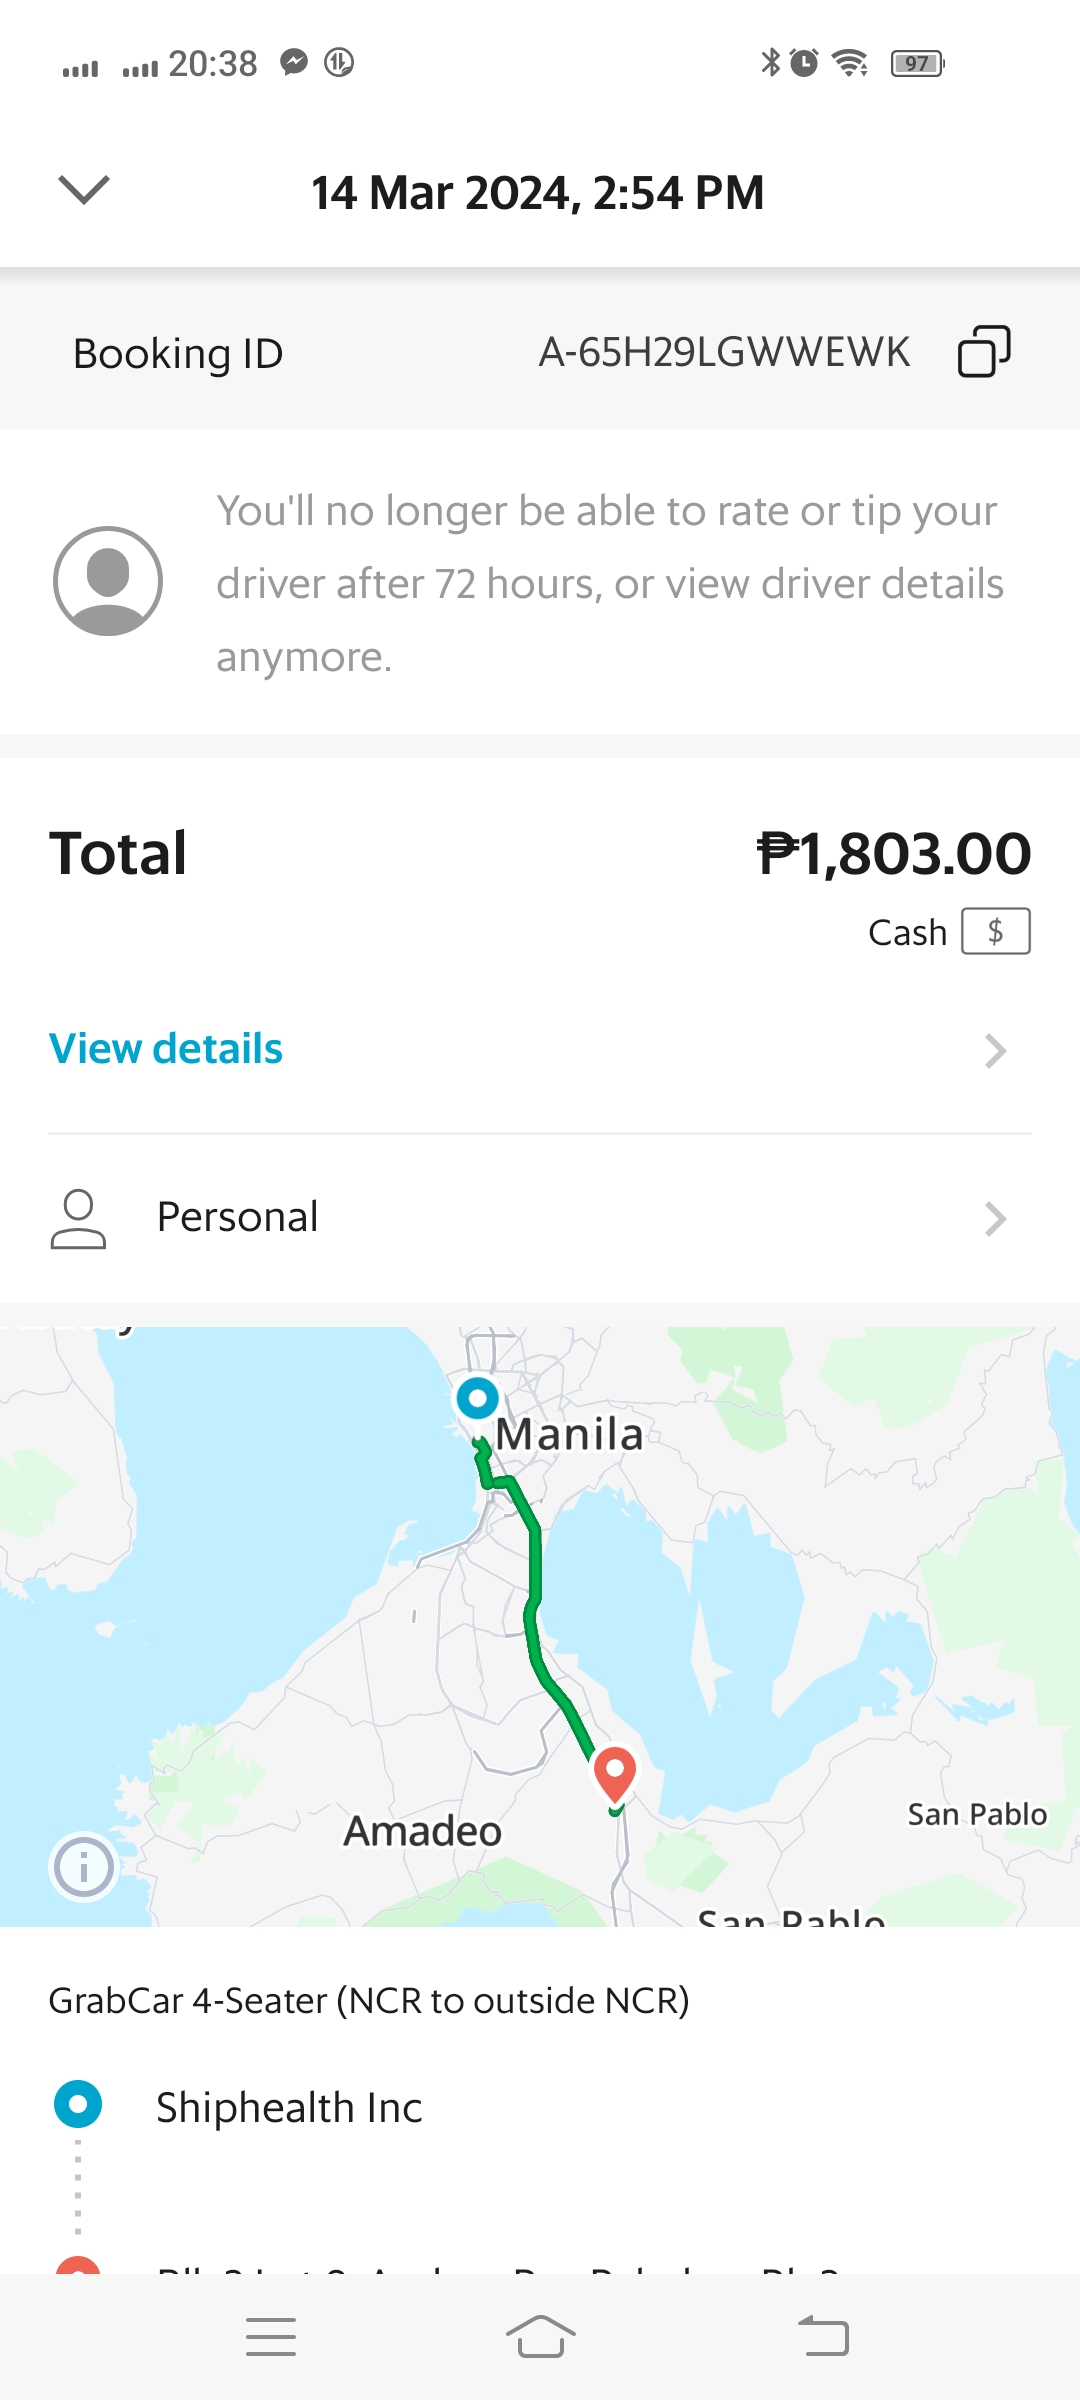 20:38
97
14 Mar 2024, 2:54 PM
Booking ID A-65H29LGWWEWK
You'll no longer be able to rate or tip your
driver after 72 hours, or view driver details
anymore.
Total ₱1,803.00
Cash $
View details
Personal
Manila
Amadeo
San Pablo
San Pablo
GrabCar 4-Seater (NCR to outside NCR)
Shiphealth Inc